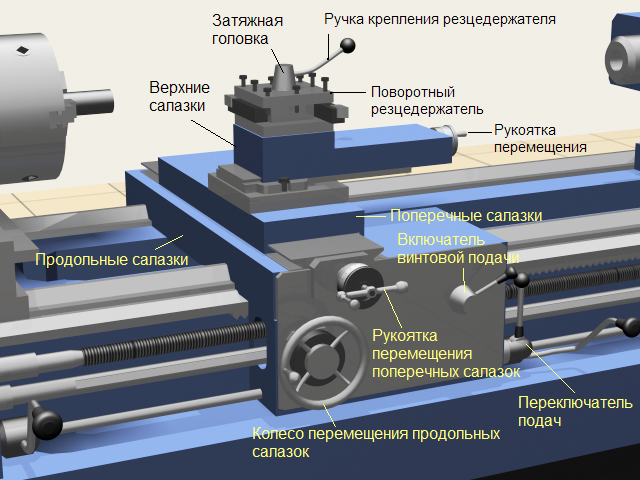 Затяжная
головка
Ручка крепления резцедержателя
Верхние
салазки
Поворотный
резцедержатель
Рукоятка
перемещения
Поперечные салазки
Включатель
винтовой подачи
Продольные салазки
Рукоятка
перемещения
поперечных салазок
Переключатель
подач
Колесо перемещения продольных
салазок